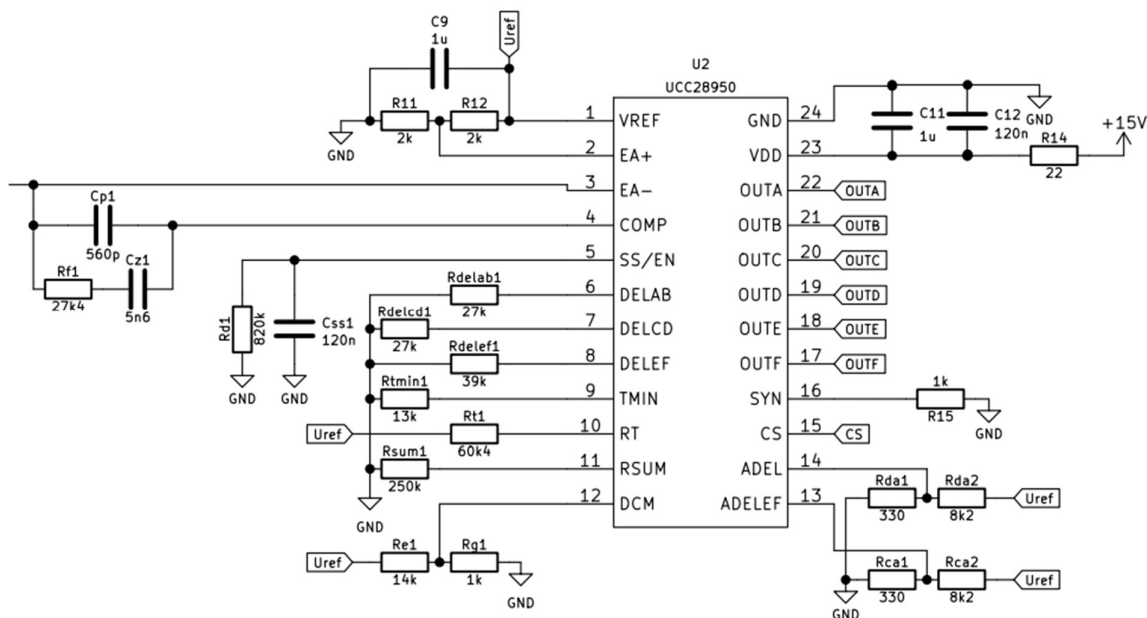 C9
1u
Uref
U2
UCC28950
R11
2k
R12
2k
GND
1 VREF
2 EA+
3 EA-
4 COMP
5 SS/EN
6 DELAB
7 DELCD
8 DELEF
9 TMIN
10 RT
11 RSUM
12 DCM
GND 24
VDD 23
OUTA 22
OUTB 21
OUTC 20
OUTD 19
OUTE 18
OUTF 17
SYN 16
CS 15
ADEL 14
ADELEF 13
C11
1u
C12
120n
GND
R14
22
+15V
OUTA
OUTB
OUTC
OUTD
OUTE
OUTF
1k
R15
GND
CS
Cp1
560p
Rf1
27k4
Cz1
5n6
Rd1
820k
GND
Css1
120n
GND
Rdelab1
27k
Rdelcd1
27k
Rdelef1
39k
Rtmin1
13k
Uref
Rt1
60k4
Rsum1
250k
GND
Uref
Re1
14k
Rg1
1k
GND
Rda1
330
Rda2
8k2
Uref
Rca1
330
Rca2
8k2
Uref
GND